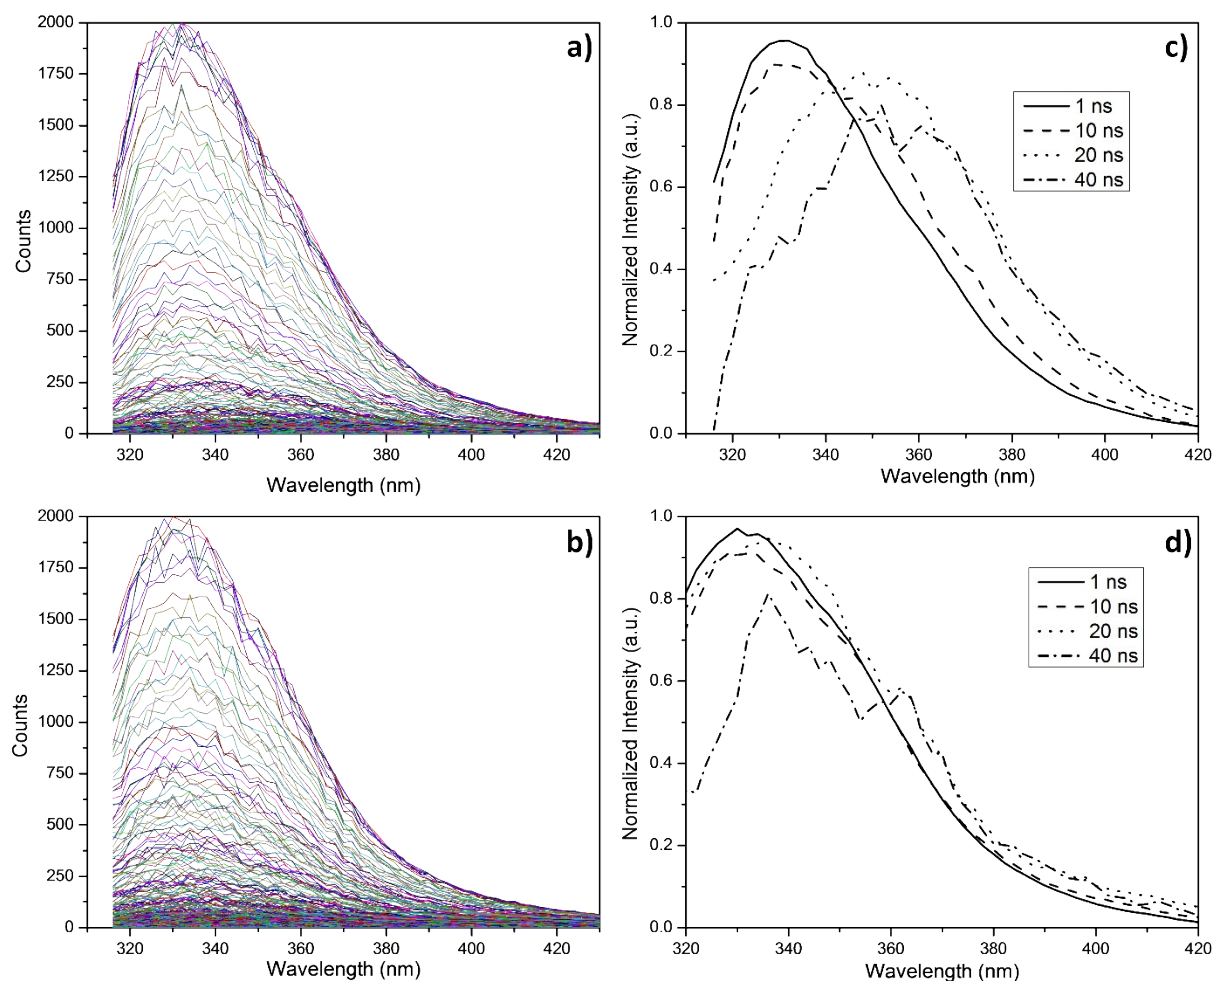 a)
2000
1750
1500
1250
1000
750
500
250
0
Counts
320 340 360 380 400 420
Wavelength (nm)
c)
1.0
0.8
0.6
0.4
0.2
0.0
Normalized Intensity (a.u.)
1 ns
10 ns
20 ns
40 ns
320 340 360 380 400 420
Wavelength (nm)
b)
2000
1750
1500
1250
1000
750
500
250
0
Counts
320 340 360 380 400 420
Wavelength (nm)
d)
1.0
0.8
0.6
0.4
0.2
0.0
Normalized Intensity (a.u.)
1 ns
10 ns
20 ns
40 ns
320 340 360 380 400 420
Wavelength (nm)